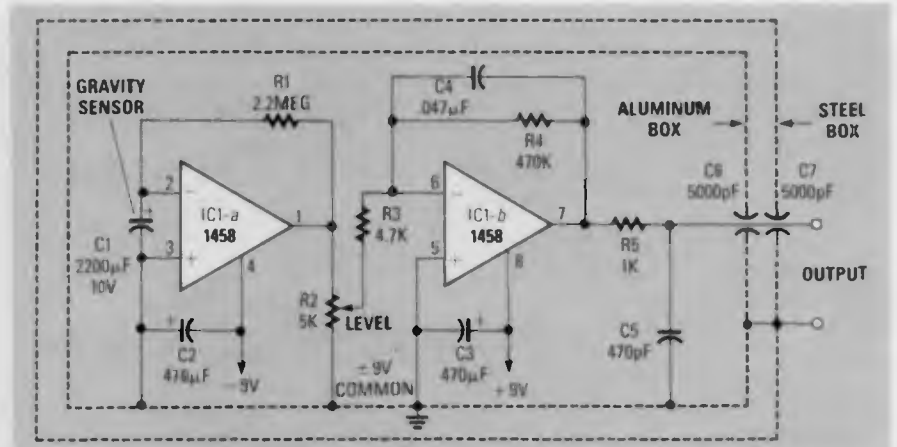 GRAVITY
SENSOR
R1
2.2MEG
C4
.047µF
R4
470K
ALUMINUM
BOX
STEEL
BOX
C6
5000pF
C7
5000pF
2
-
+
3
IC1-a
1458
1
4
C1
2200µF
10V
+
R3
4.7K
6
-
5
+
IC1-b
1458
7
8
R5
1K
OUTPUT
R2
5K
LEVEL
+
C2
470µF
-9V
±9V
COMMON
+
C3
470µF
+9V
C5
470pF